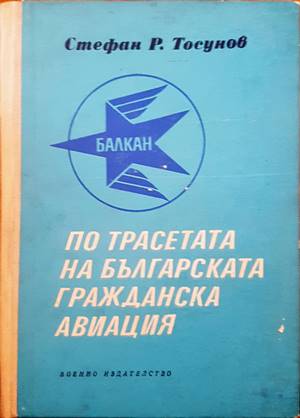 Стефан Р. Тосунов
БАЛКАН
ПО ТРАСЕТАТА
НА БЪЛГАРСКАТА
ГРАЖДАНСКА
АВИАЦИЯ
ВОЕННО ИЗДАТЕЛСТВО